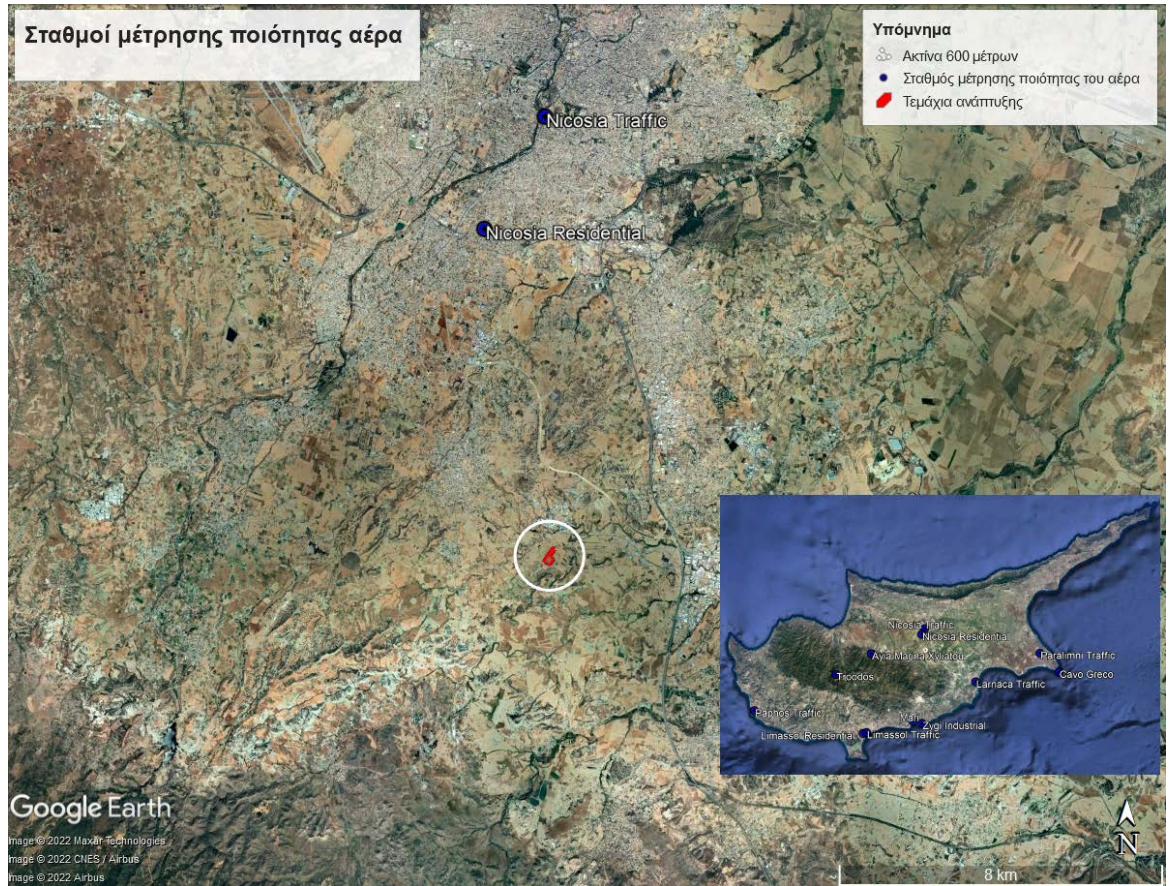 Σταθμοί μέτρησης ποιότητας αέρα
Υπόμνημα
Ακτίνα 600 μέτρων
Σταθμός μέτρησης ποιότητας του αέρα
Τεμάχια ανάπτυξης
Nicosia Traffic
Nicosia Residential
Nicosia Traffic
Nicosia Residential
Ayia Marina Xyliatou
Troodos
Paralimni Traffic
Cavo Greco
Larnaca Traffic
Paphos Traffic
Mari
Zygi Industrial
Limassol Residential
Limassol Traffic
Google Earth
Image © 2022 Maxar Technologies
Image © 2022 CNES / Airbus
Image © 2022 Airbus
N
8 km